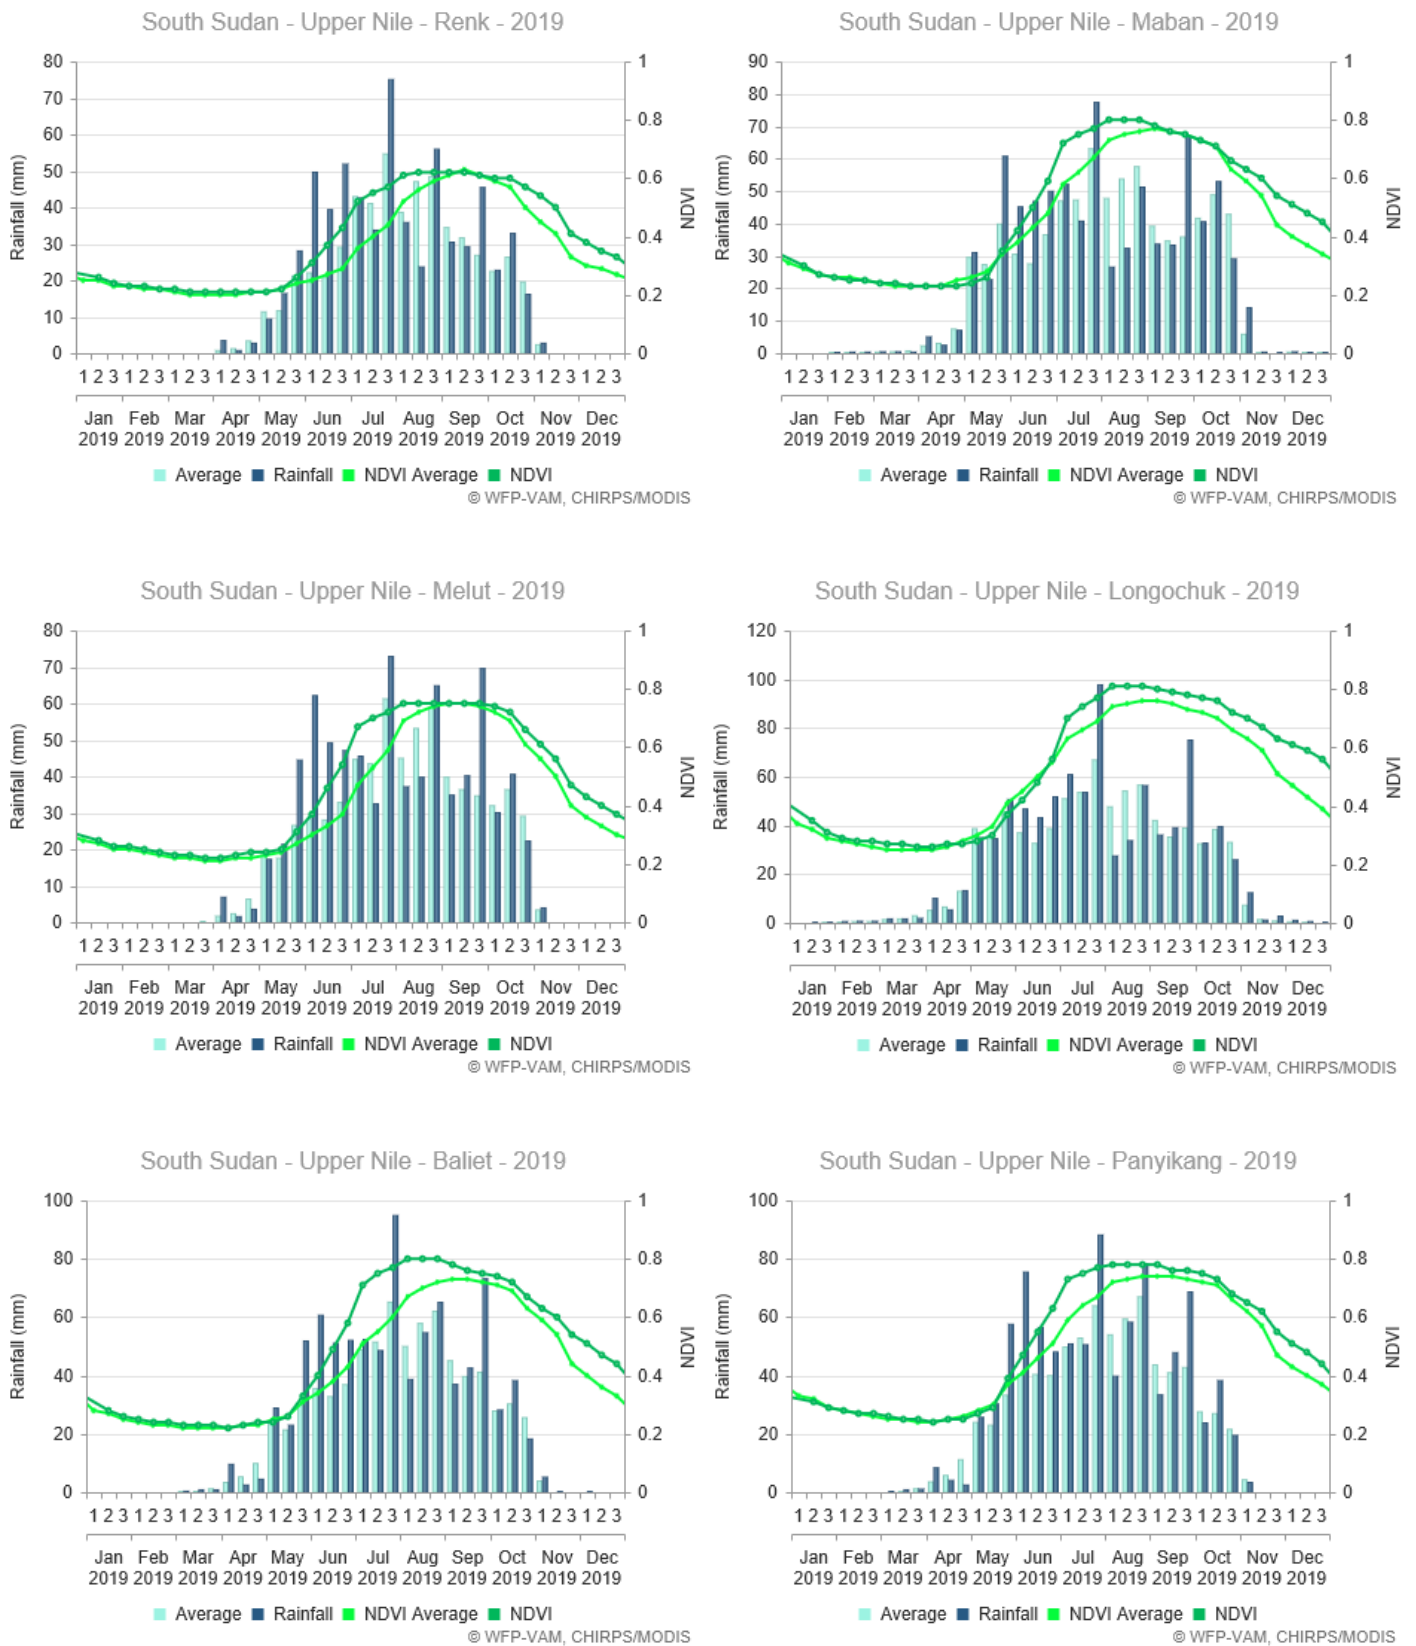 South Sudan - Upper Nile - Renk - 2019
80
70
60
50
40
30
20
10
0
Rainfall (mm)
1
0.8
0.6
0.4
0.2
0
NDVI
1 2 3 1 2 3 1 2 3 1 2 3 1 2 3 1 2 3 1 2 3 1 2 3 1 2 3 1 2 3 1 2 3 1 2 3
Jan Feb Mar Apr May Jun Jul Aug Sep Oct Nov Dec
2019 2019 2019 2019 2019 2019 2019 2019 2019 2019 2019 2019
Average Rainfall NDVI Average NDVI
© WFP-VAM, CHIRPS/MODIS
South Sudan - Upper Nile - Maban - 2019
90
80
70
60
50
40
30
20
10
0
Rainfall (mm)
1
0.8
0.6
0.4
0.2
0
NDVI
1 2 3 1 2 3 1 2 3 1 2 3 1 2 3 1 2 3 1 2 3 1 2 3 1 2 3 1 2 3 1 2 3 1 2 3
Jan Feb Mar Apr May Jun Jul Aug Sep Oct Nov Dec
2019 2019 2019 2019 2019 2019 2019 2019 2019 2019 2019 2019
Average Rainfall NDVI Average NDVI
© WFP-VAM, CHIRPS/MODIS
South Sudan - Upper Nile - Melut - 2019
80
70
60
50
40
30
20
10
0
Rainfall (mm)
1
0.8
0.6
0.4
0.2
0
NDVI
1 2 3 1 2 3 1 2 3 1 2 3 1 2 3 1 2 3 1 2 3 1 2 3 1 2 3 1 2 3 1 2 3 1 2 3
Jan Feb Mar Apr May Jun Jul Aug Sep Oct Nov Dec
2019 2019 2019 2019 2019 2019 2019 2019 2019 2019 2019 2019
Average Rainfall NDVI Average NDVI
© WFP-VAM, CHIRPS/MODIS
South Sudan - Upper Nile - Longochuk - 2019
120
100
80
60
40
20
0
Rainfall (mm)
1
0.8
0.6
0.4
0.2
0
NDVI
1 2 3 1 2 3 1 2 3 1 2 3 1 2 3 1 2 3 1 2 3 1 2 3 1 2 3 1 2 3 1 2 3 1 2 3
Jan Feb Mar Apr May Jun Jul Aug Sep Oct Nov Dec
2019 2019 2019 2019 2019 2019 2019 2019 2019 2019 2019 2019
Average Rainfall NDVI Average NDVI
© WFP-VAM, CHIRPS/MODIS
South Sudan - Upper Nile - Baliet - 2019
100
80
60
40
20
0
Rainfall (mm)
1
0.8
0.6
0.4
0.2
0
NDVI
1 2 3 1 2 3 1 2 3 1 2 3 1 2 3 1 2 3 1 2 3 1 2 3 1 2 3 1 2 3 1 2 3 1 2 3
Jan Feb Mar Apr May Jun Jul Aug Sep Oct Nov Dec
2019 2019 2019 2019 2019 2019 2019 2019 2019 2019 2019 2019
Average Rainfall NDVI Average NDVI
© WFP-VAM, CHIRPS/MODIS
South Sudan - Upper Nile - Panyikang - 2019
100
80
60
40
20
0
Rainfall (mm)
1
0.8
0.6
0.4
0.2
0
NDVI
1 2 3 1 2 3 1 2 3 1 2 3 1 2 3 1 2 3 1 2 3 1 2 3 1 2 3 1 2 3 1 2 3 1 2 3
Jan Feb Mar Apr May Jun Jul Aug Sep Oct Nov Dec
2019 2019 2019 2019 2019 2019 2019 2019 2019 2019 2019 2019
Average Rainfall NDVI Average NDVI
© WFP-VAM, CHIRPS/MODIS